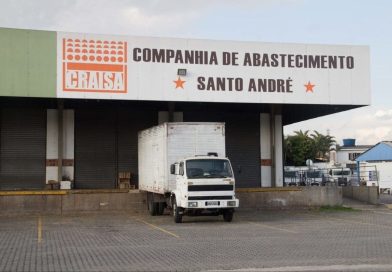 CRAISA
COMPANHIA DE ABASTECIMENTO
SANTO ANDRÉ